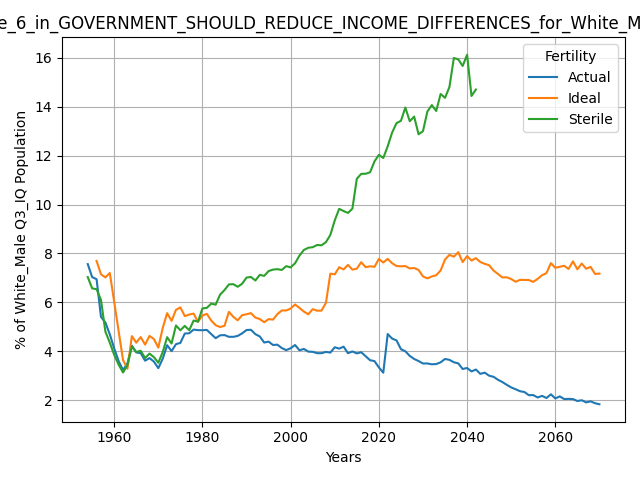 e_6_in_GOVERNMENT_SHOULD_REDUCE_INCOME_DIFFERENCES_for_White_M
Fertility
Actual
Ideal
Sterile
% of White_Male Q3_IQ Population
16
14
12
10
8
6
4
2
1960
1980
2000
2020
2040
2060
Years